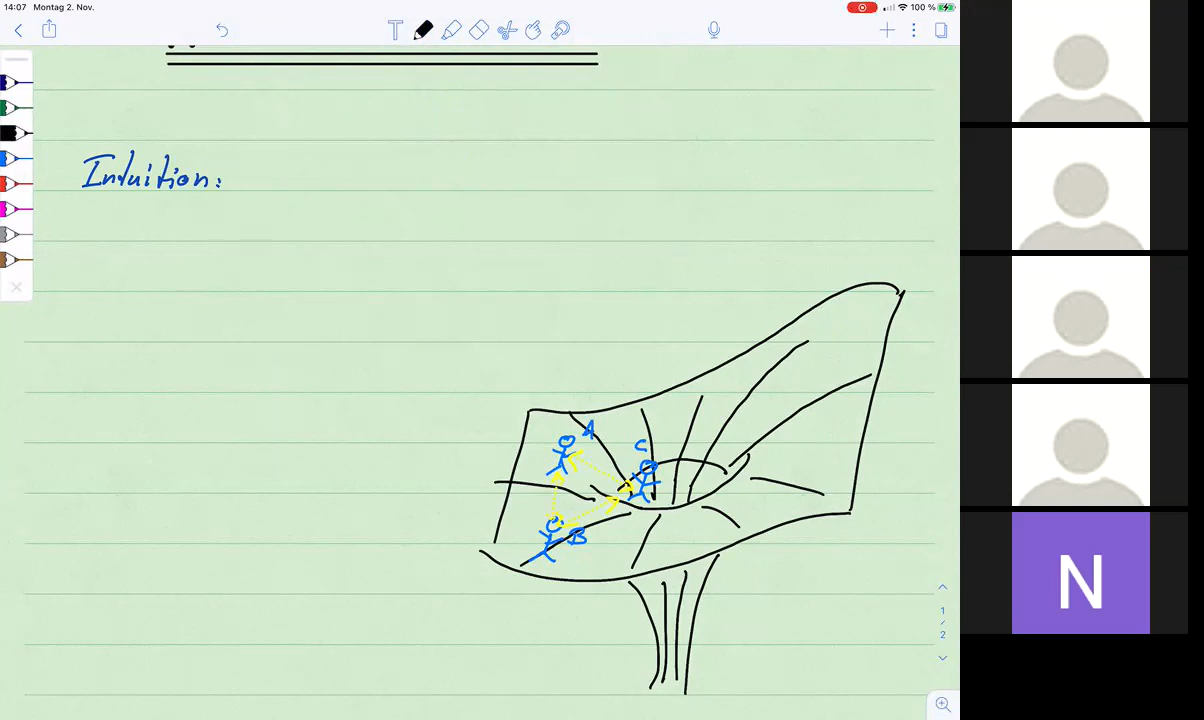 14:07 Montag 2. Nov.
100 %
T
Intuition:
A
C
B
1
/
2
N